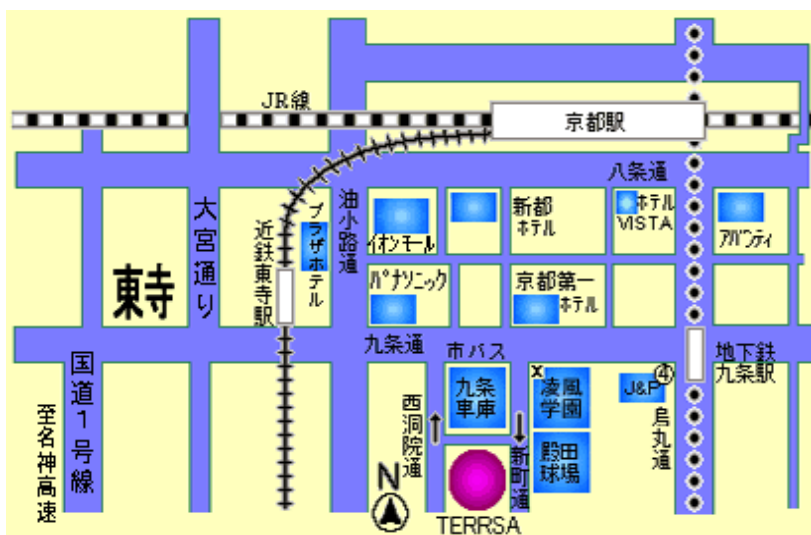 JR線
京都駅
八条通
大宮通り
近鉄東寺駅
プラザホテル
油小路通
イオンモール
新都
ホテル
ホテル
VISTA
アバンティ
東寺
パナソニック
京都第一
ホテル
九条通
市バス
地下鉄
九条駅
国道1号線
至名神高速
西洞院通
九条
車庫
x
凌風
学園
J&P
④
烏丸通
新町通
殿田
球場
N
TERRSA